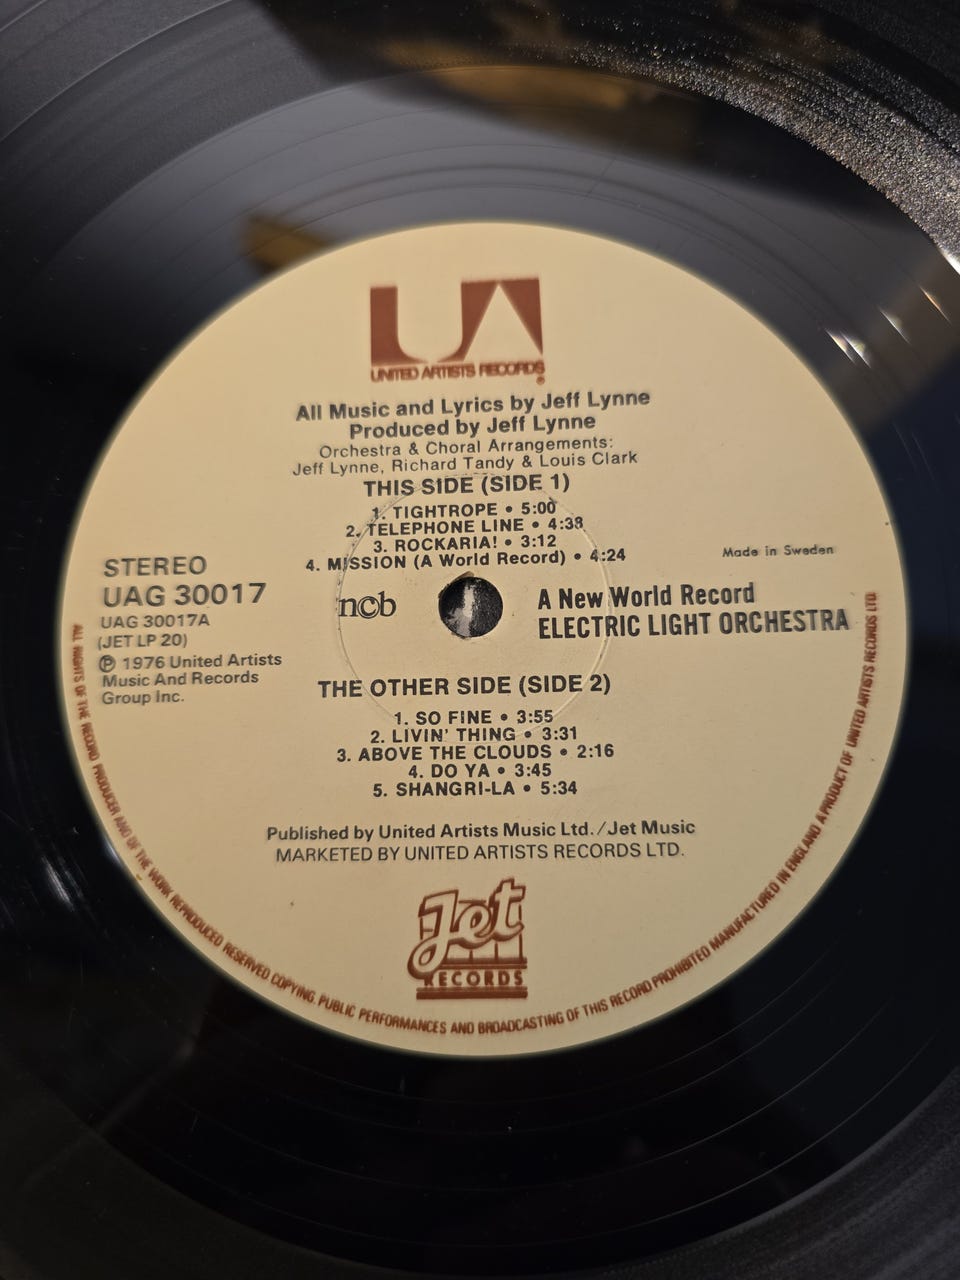 UA
UNITED ARTISTS RECORDS
®
All Music and Lyrics by Jeff Lynne
Produced by Jeff Lynne
Orchestra & Choral Arrangements:
Jeff Lynne, Richard Tandy & Louis Clark
THIS SIDE (SIDE 1)
1. TIGHTROPE • 5:00
2. TELEPHONE LINE • 4:38
3. ROCKARIA! • 3:12
4. MISSION (A World Record) • 4:24
Made in Sweden
STEREO
UAG 30017
UAG 30017A
(JET LP 20)
℗ 1976 United Artists
Music And Records
Group Inc.
ncb
A New World Record
ELECTRIC LIGHT ORCHESTRA
THE OTHER SIDE (SIDE 2)
1. SO FINE • 3:55
2. LIVIN' THING • 3:31
3. ABOVE THE CLOUDS • 2:16
4. DO YA • 3:45
5. SHANGRI-LA • 5:34
Published by United Artists Music Ltd./Jet Music
MARKETED BY UNITED ARTISTS RECORDS LTD.
Jet
RECORDS
ALL RIGHTS OF THE RECORD PRODUCER AND OF THE WORK REPRODUCED RESERVED COPYING. PUBLIC PERFORMANCES AND BROADCASTING OF THIS RECORD PROHIBITED MANUFACTURED IN ENGLAND A PRODUCT OF UNITED ARTISTS RECORDS LTD.